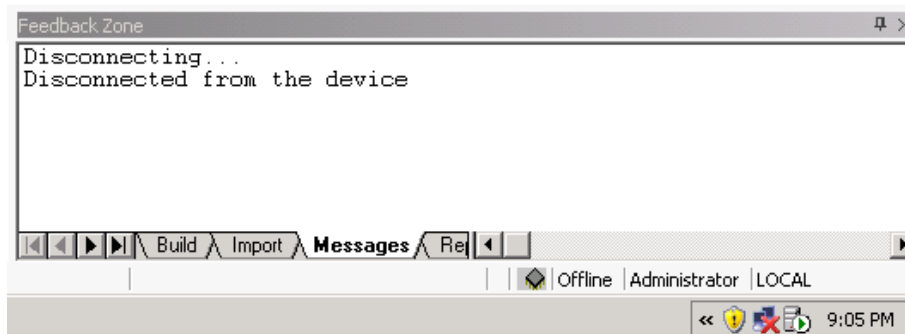 Feedback Zone
Disconnecting...
Disconnected from the device
Build Import Messages
Offline Administrator LOCAL
9:05 PM